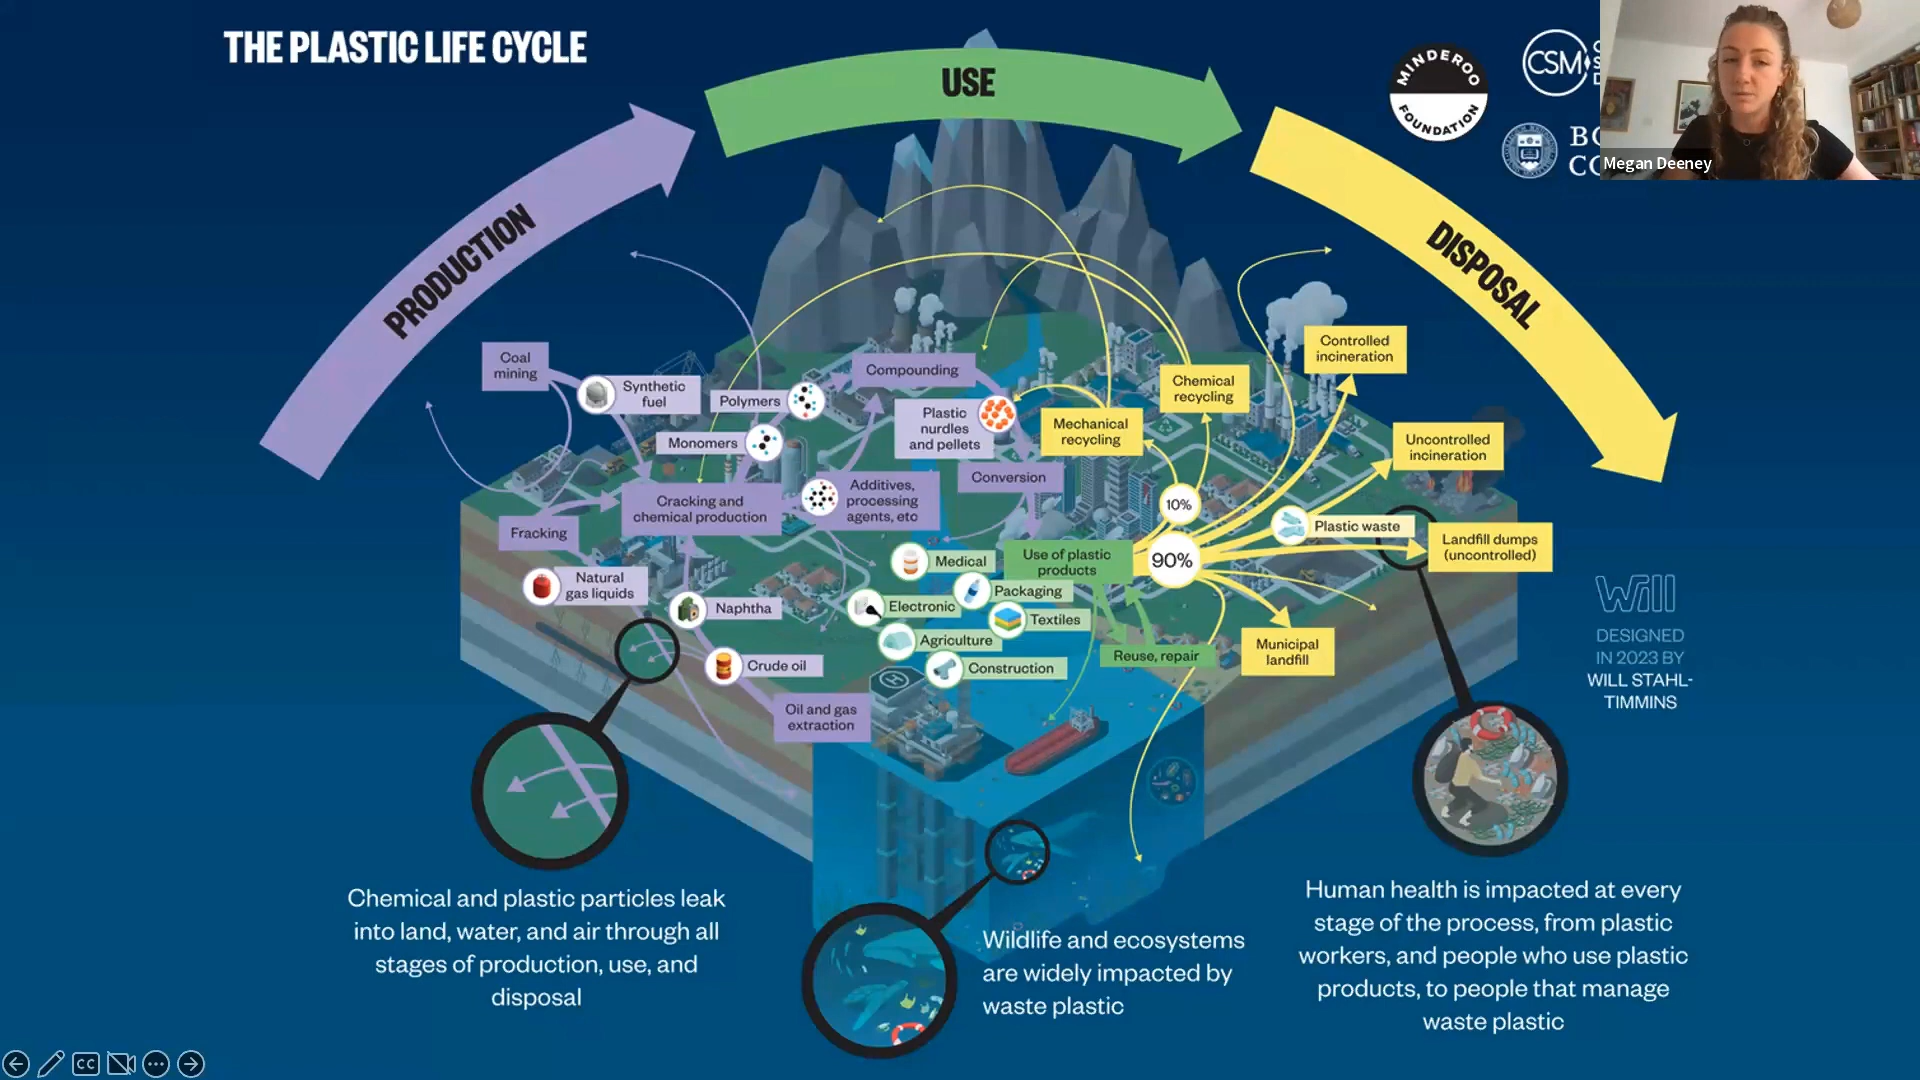 THE PLASTIC LIFE CYCLE
PRODUCTION
USE
DISPOSAL
MINDEROO
FOUNDATION
CSM
Megan Deeney
Coal
mining
Synthetic
fuel
Polymers
Monomers
Compounding
Plastic
nurdles
and pellets
Conversion
Cracking and
chemical production
Additives,
processing
agents, etc
Fracking
Natural
gas liquids
Naphtha
Crude oil
Oil and gas
extraction
Medical
Packaging
Electronic
Textiles
Agriculture
Construction
Use of plastic
products
Reuse, repair
10%
90%
Mechanical
recycling
Chemical
recycling
Controlled
incineration
Uncontrolled
incineration
Plastic waste
Landfill dumps
(uncontrolled)
Municipal
landfill
Will
DESIGNED
IN 2023 BY
WILL STAHL-
TIMMINS
Chemical and plastic particles leak
into land, water, and air through all
stages of production, use, and
disposal
Wildlife and ecosystems
are widely impacted by
waste plastic
Human health is impacted at every
stage of the process, from plastic
workers, and people who use plastic
products, to people that manage
waste plastic
CC